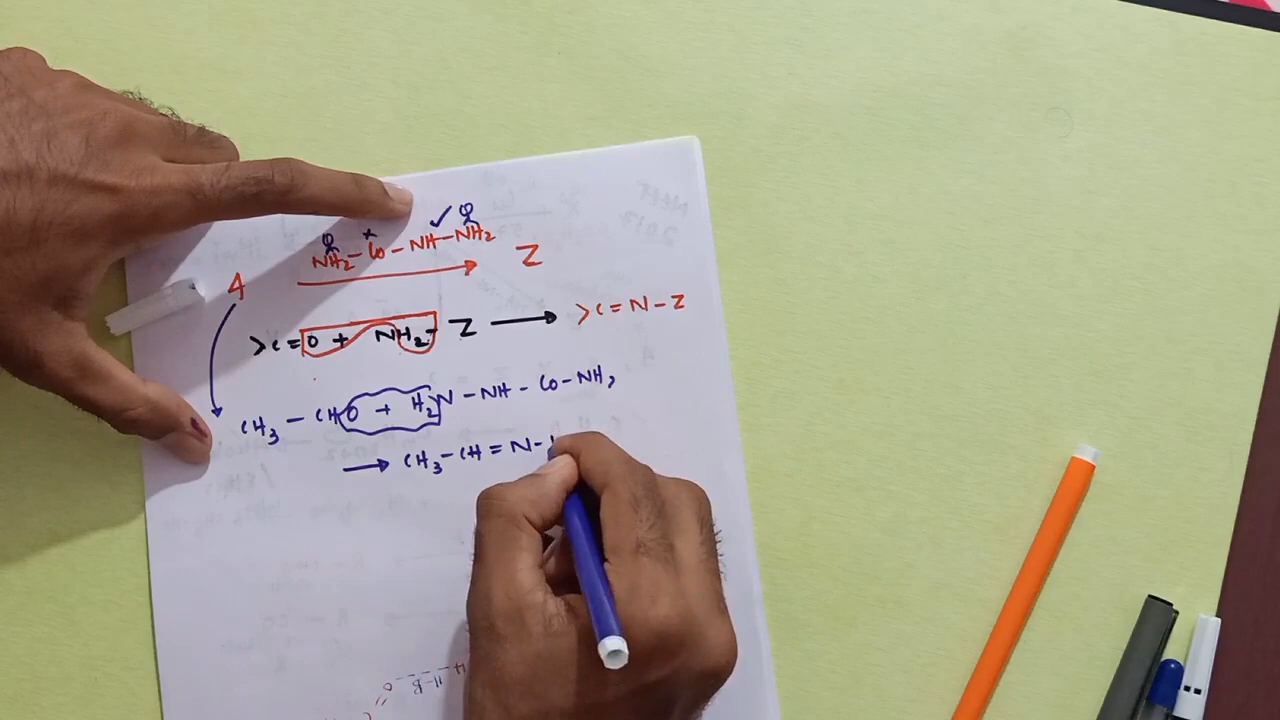 NH2 - CO - NH - NH2
4 Z
>C=O + NH2 - Z → >C=N-Z
CH3 - CHO + H2N - NH - CO - NH2
→ CH3 - CH = N -